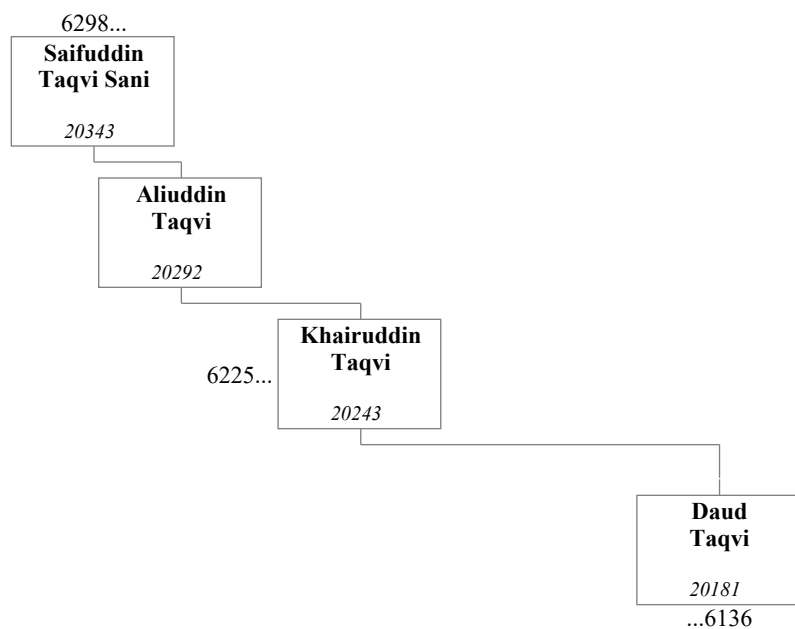 6298...
Saifuddin
Taqvi Sani
20343
Aliuddin
Taqvi
20292
Khairuddin
Taqvi
6225...
20243
Daud
Taqvi
20181
...6136